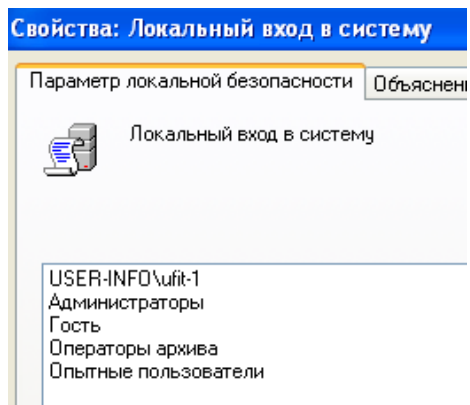 Свойства: Локальный вход в систему
Параметр локальной безопасности
Локальный вход в систему
USER-INFO\ufit-1
Администраторы
Гость
Операторы архива
Опытные пользователи